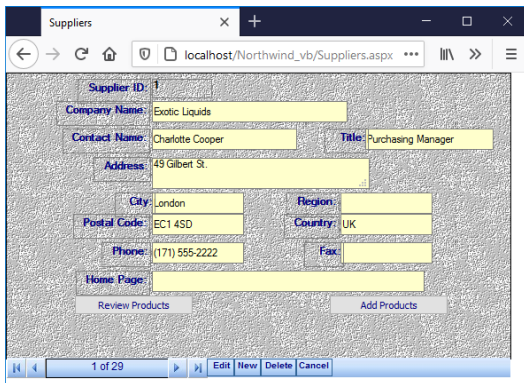 Suppliers
localhost/Northwind_vb/Suppliers.aspx
Supplier ID: 1
Company Name: Exotic Liquids
Contact Name: Charlotte Cooper Title: Purchasing Manager
Address: 49 Gilbert St.
City: London Region:
Postal Code: EC1 4SD Country: UK
Phone: (171) 555-2222 Fax:
Home Page:
Review Products Add Products
1 of 29 Edit New Delete Cancel